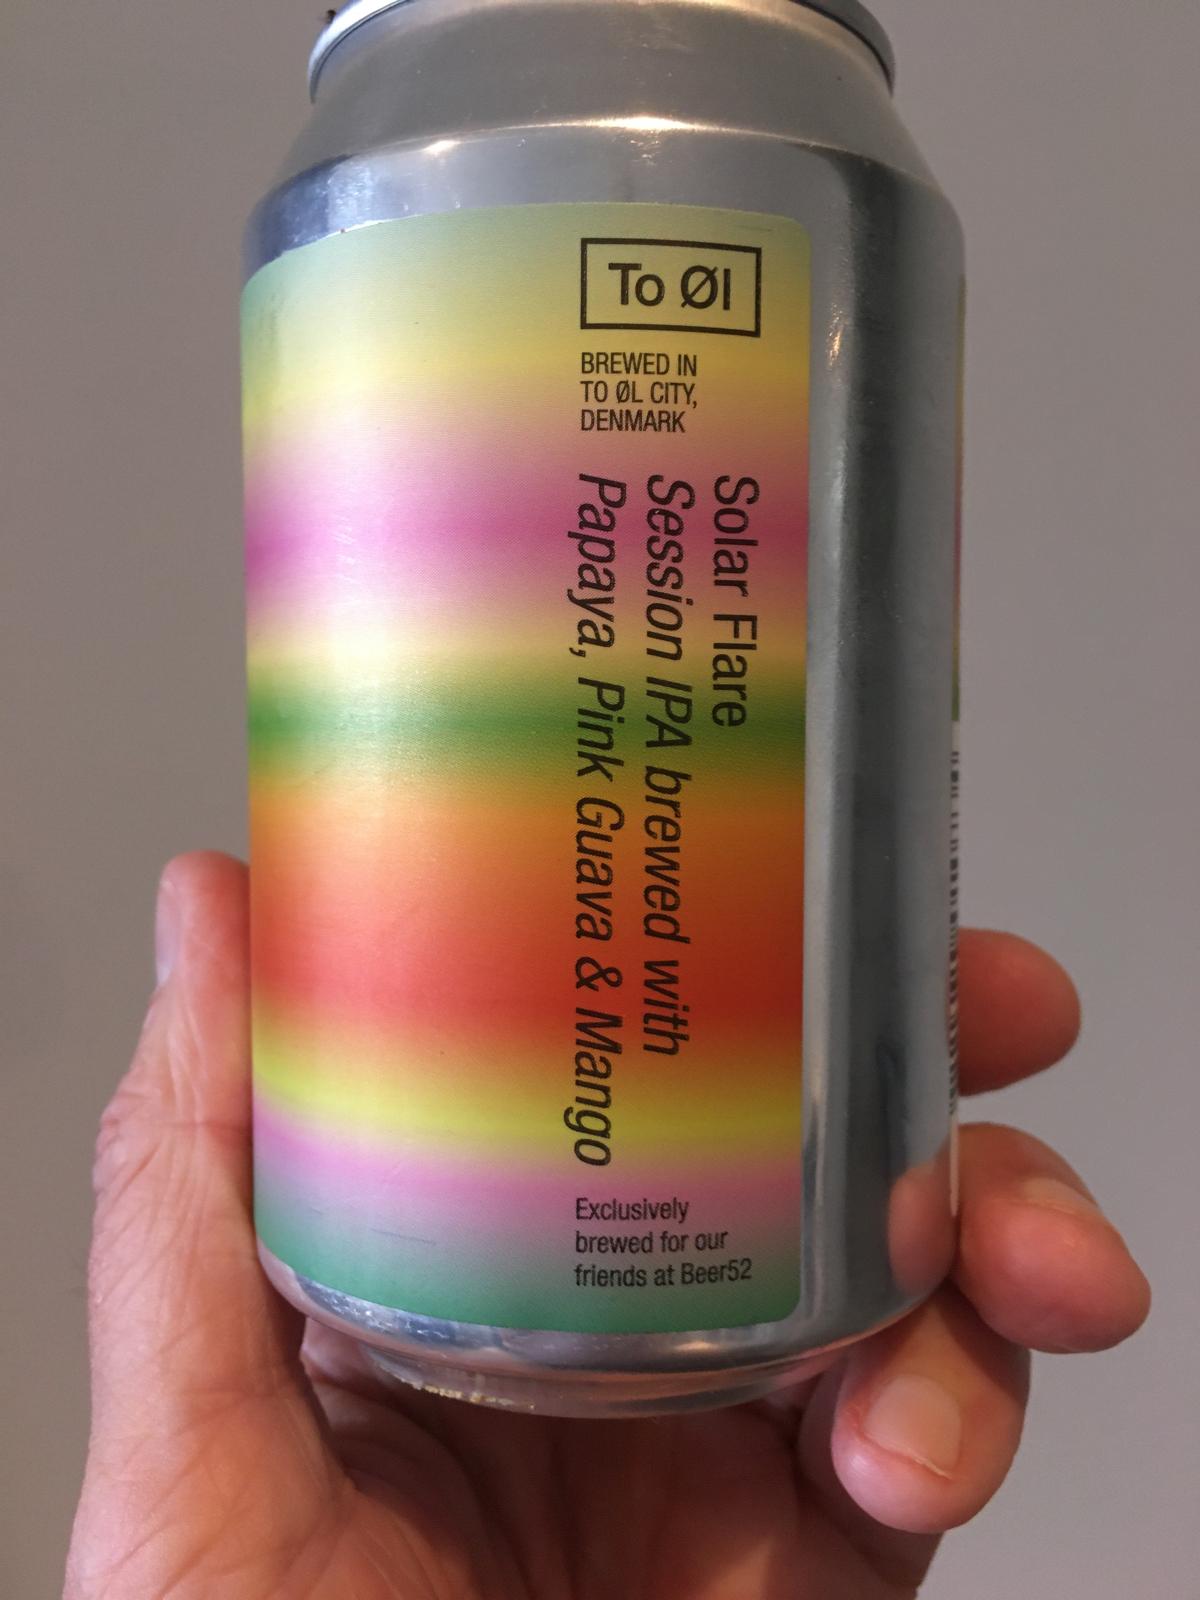 To Øl
BREWED IN
TO ØL CITY,
DENMARK
Solar Flare
Session IPA brewed with
Papaya, Pink Guava & Mango
Exclusively
brewed for our
friends at Beer52